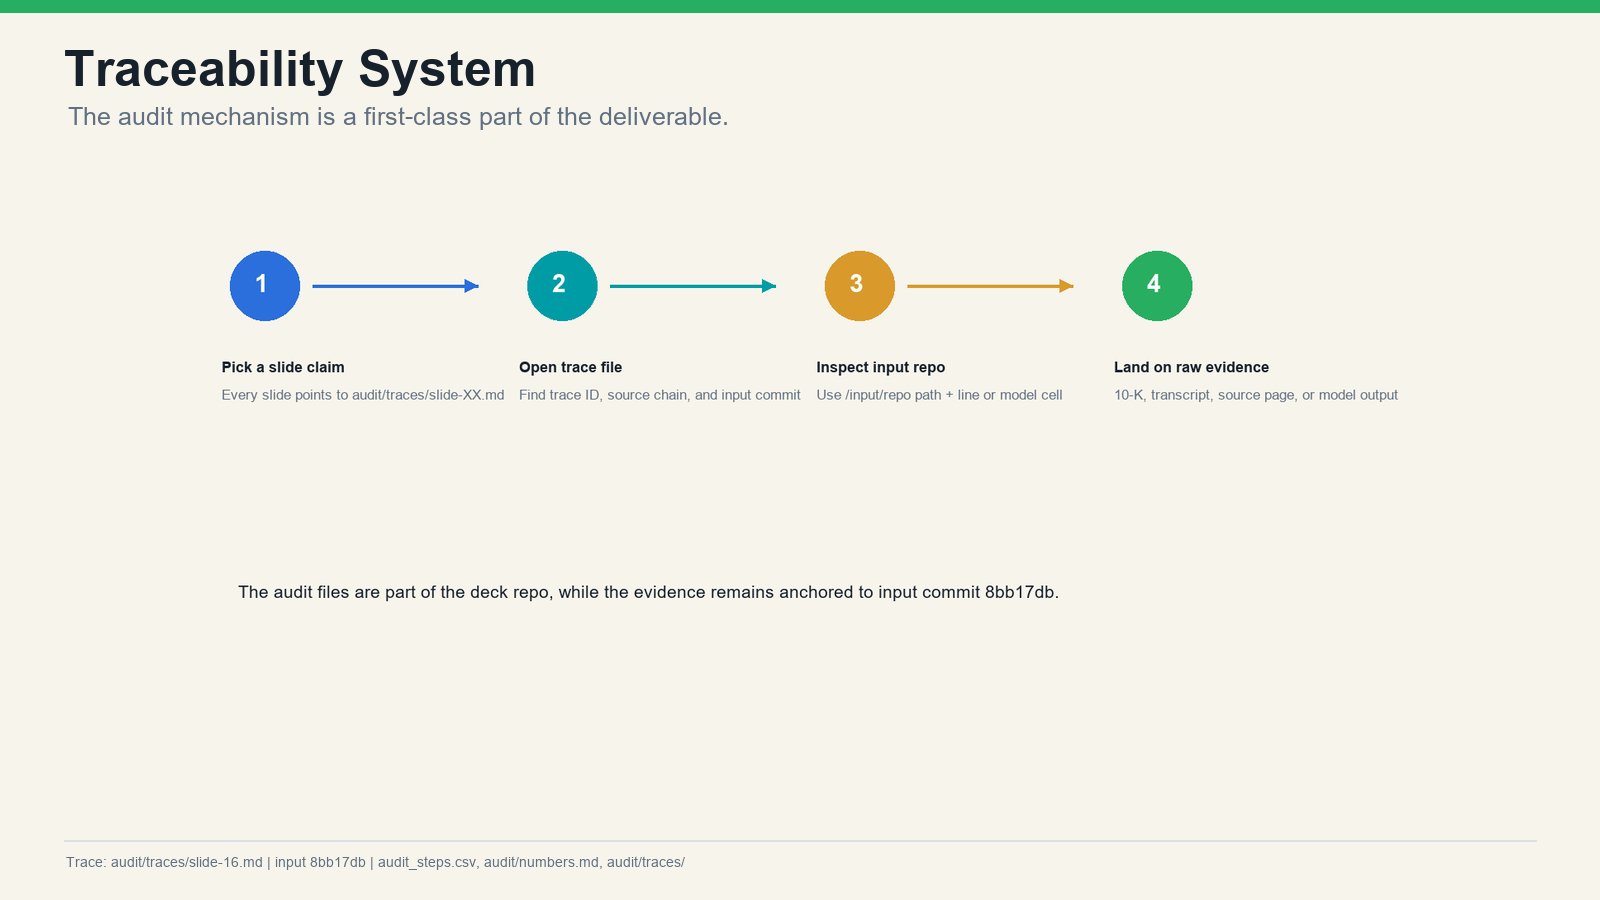 Traceability System
The audit mechanism is a first-class part of the deliverable.
1
2
3
4
Pick a slide claim
Every slide points to audit/traces/slide-XX.md
Open trace file
Find trace ID, source chain, and input commit
Inspect input repo
Use /input/repo path + line or model cell
Land on raw evidence
10-K, transcript, source page, or model output
The audit files are part of the deck repo, while the evidence remains anchored to input commit 8bb17db.
Trace: audit/traces/slide-16.md | input 8bb17db | audit_steps.csv, audit/numbers.md, audit/traces/